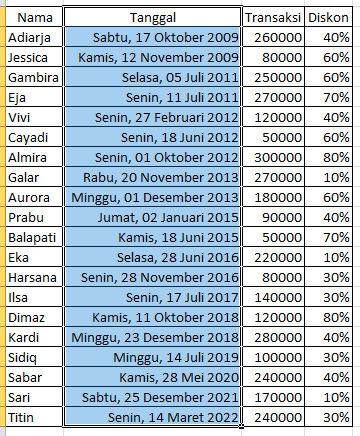 Nama Tanggal Transaksi Diskon
Adiarja Sabtu, 17 Oktober 2009 260000 40%
Jessica Kamis, 12 November 2009 80000 60%
Gambira Selasa, 05 Juli 2011 250000 60%
Eja Senin, 11 Juli 2011 270000 70%
Vivi Senin, 27 Februari 2012 120000 40%
Cayadi Senin, 18 Juni 2012 50000 60%
Almira Senin, 01 Oktober 2012 300000 80%
Galar Rabu, 20 November 2013 270000 10%
Aurora Minggu, 01 Desember 2013 180000 60%
Prabu Jumat, 02 Januari 2015 90000 40%
Balapati Kamis, 18 Juni 2015 50000 70%
Eka Selasa, 28 Juni 2016 220000 10%
Harsana Senin, 28 November 2016 80000 30%
Ilsa Senin, 17 Juli 2017 140000 30%
Dimaz Kamis, 11 Oktober 2018 120000 80%
Kardi Minggu, 23 Desember 2018 280000 40%
Sidiq Minggu, 14 Juli 2019 100000 30%
Sabar Kamis, 28 Mei 2020 240000 40%
Sari Sabtu, 25 Desember 2021 170000 10%
Titin Senin, 14 Maret 2022 240000 30%